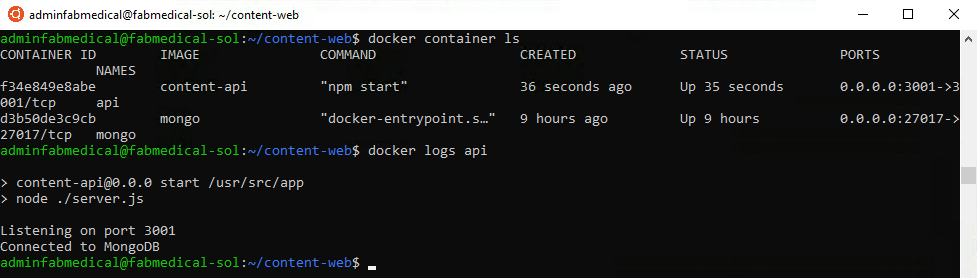 adminfabmedical@fabmedical-sol: ~/content-web
adminfabmedical@fabmedical-sol:~/content-web$ docker container ls
CONTAINER ID        IMAGE               COMMAND                  CREATED             STATUS              PORTS
            NAMES
f34e849e8abe        content-api         "npm start"              36 seconds ago      Up 35 seconds       0.0.0.0:3001->3
001/tcp     api
d3b50de3c9cb        mongo               "docker-entrypoint.s…"   9 hours ago         Up 9 hours          0.0.0.0:27017->
27017/tcp   mongo
adminfabmedical@fabmedical-sol:~/content-web$ docker logs api
> content-api@0.0.0 start /usr/src/app
> node ./server.js
Listening on port 3001
Connected to MongoDB
adminfabmedical@fabmedical-sol:~/content-web$